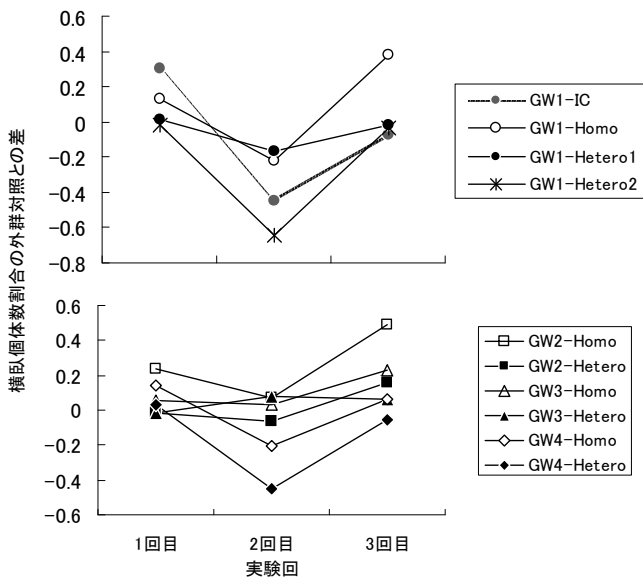 横臥個体数割合の外群対照との差
0.6
0.4
0.2
0
−0.2
−0.4
−0.6
−0.8
GW1-IC
GW1-Homo
GW1-Hetero1
GW1-Hetero2
0.6
0.4
0.2
0
−0.2
−0.4
−0.6
GW2-Homo
GW2-Hetero
GW3-Homo
GW3-Hetero
GW4-Homo
GW4-Hetero
1回目 2回目 3回目
実験回